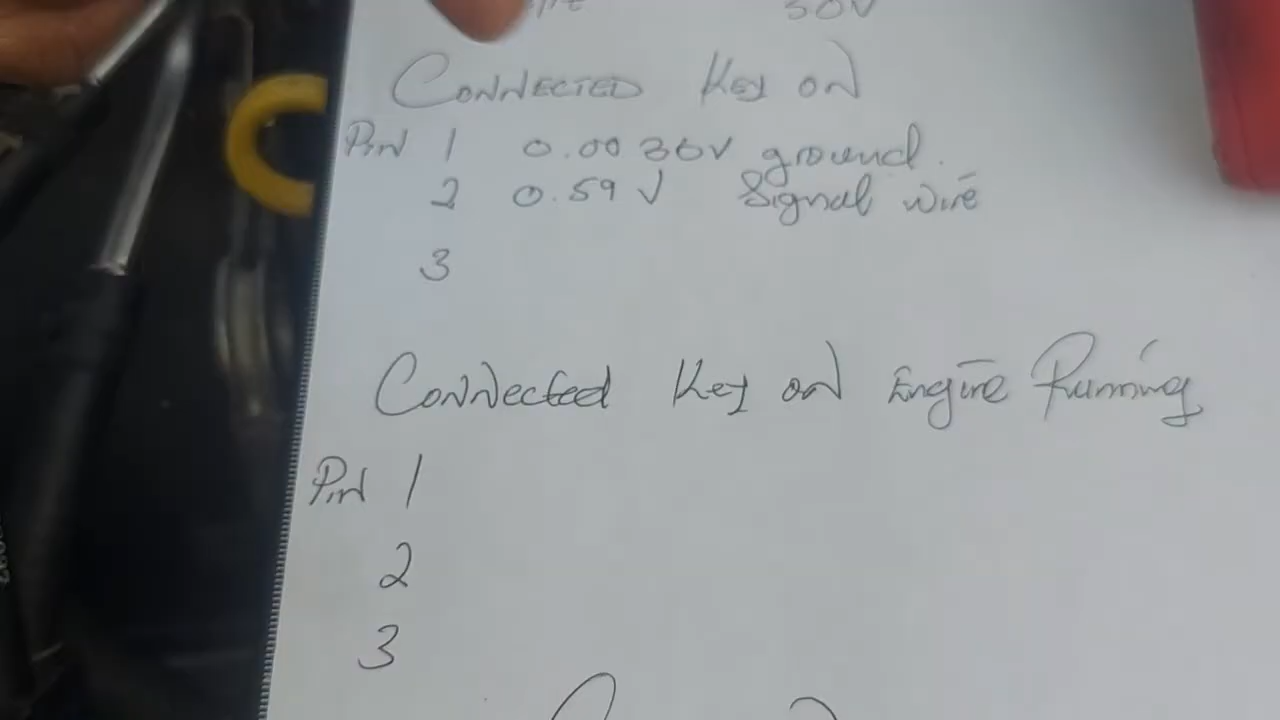 50V
Connected Key on
Pin 1 0.0036V ground.
2 0.59 V Signal wire
3
Connected Key on Engine Running
Pin 1
2
3